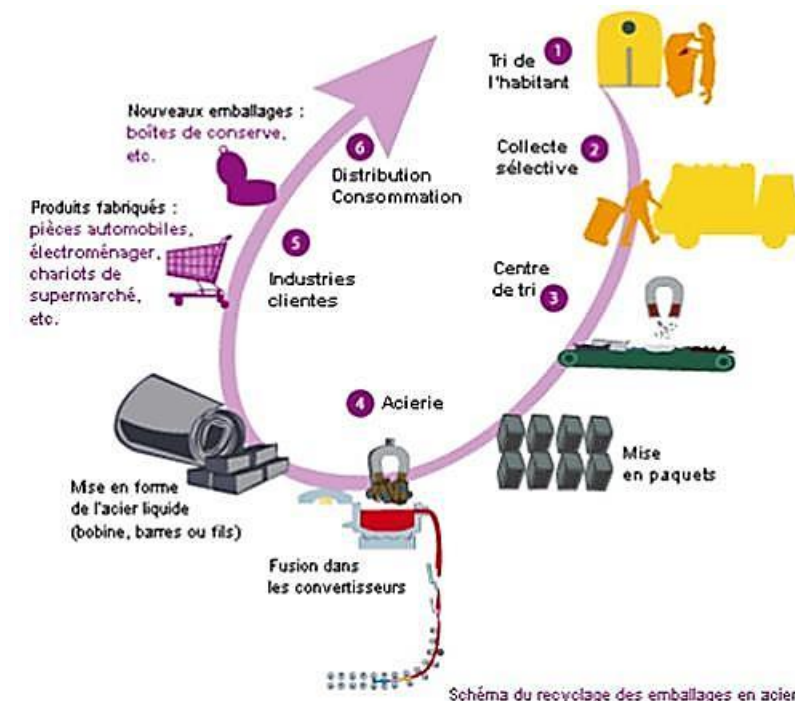 1
Tri de
l'habitant
Collecte
sélective
2
Centre
de tri
3
Mise
en paquets
4 Acierie
Fusion dans
les convertisseurs
Mise en forme
de l'acier liquide
(bobine, barres ou fils)
5
Industries
clientes
Produits fabriqués :
pièces automobiles,
électroménager,
chariots de
supermarché,
etc.
Nouveaux emballages :
boîtes de conserve,
etc.
6
Distribution
Consommation
Schéma du recyclage des emballages en acier